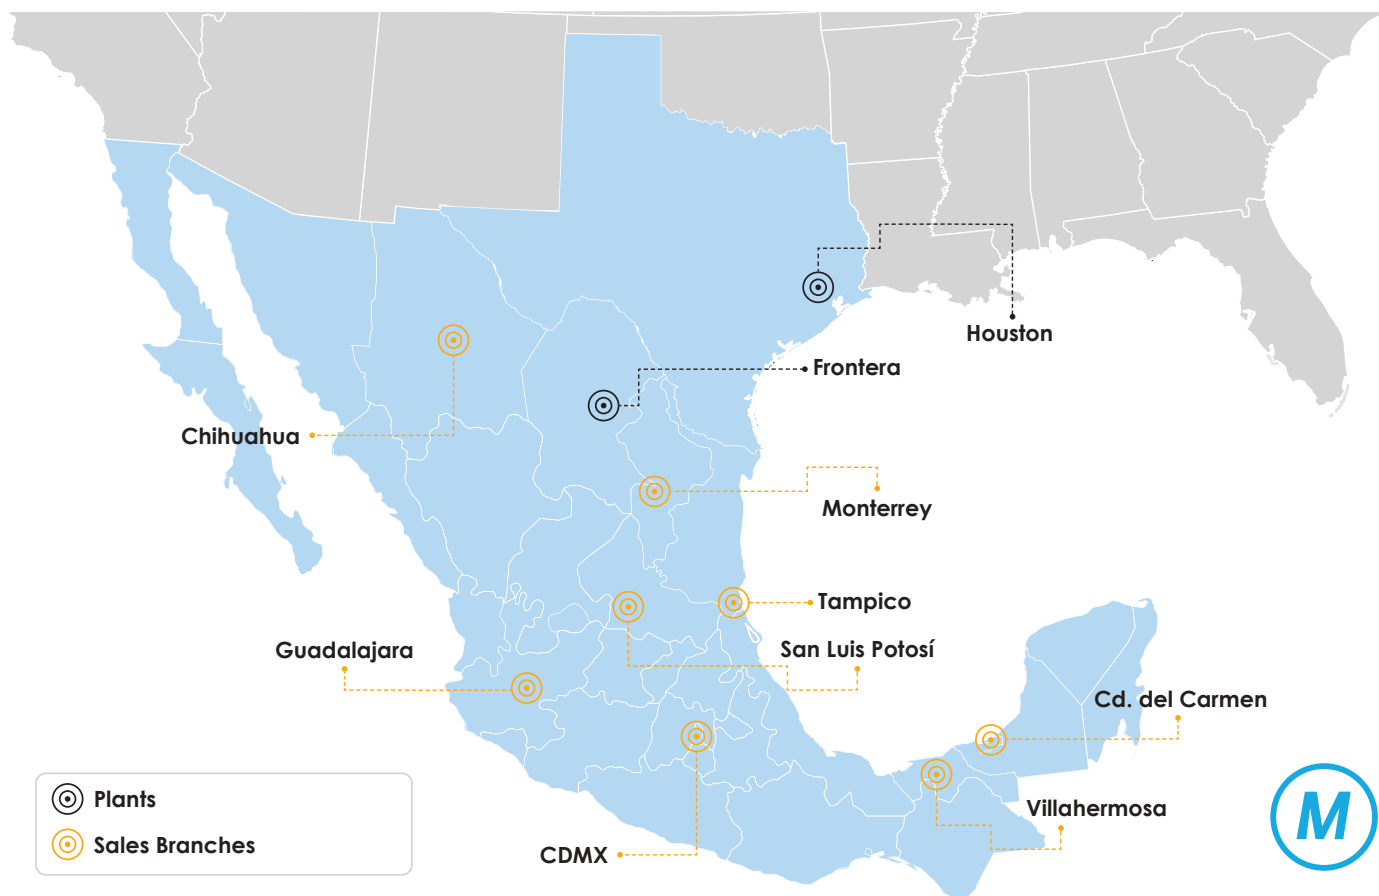 Houston
Frontera
Chihuahua
Monterrey
Tampico
Guadalajara
San Luis Potosí
Cd. del Carmen
Plants
Villahermosa
Sales Branches
CDMX
M